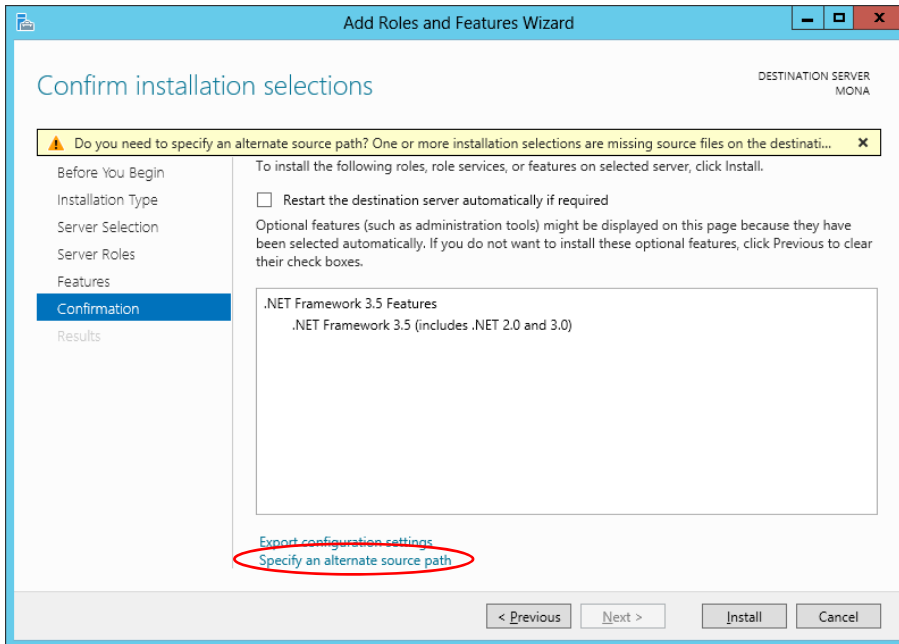 Add Roles and Features Wizard
Confirm installation selections
DESTINATION SERVER
MONA
Do you need to specify an alternate source path? One or more installation selections are missing source files on the destinati...
Before You Begin
Installation Type
Server Selection
Server Roles
Features
Confirmation
Results
To install the following roles, role services, or features on selected server, click Install.
Restart the destination server automatically if required
Optional features (such as administration tools) might be displayed on this page because they have
been selected automatically. If you do not want to install these optional features, click Previous to clear
their check boxes.
.NET Framework 3.5 Features
.NET Framework 3.5 (includes .NET 2.0 and 3.0)
Export configuration settings
Specify an alternate source path
< Previous
Next >
Install
Cancel